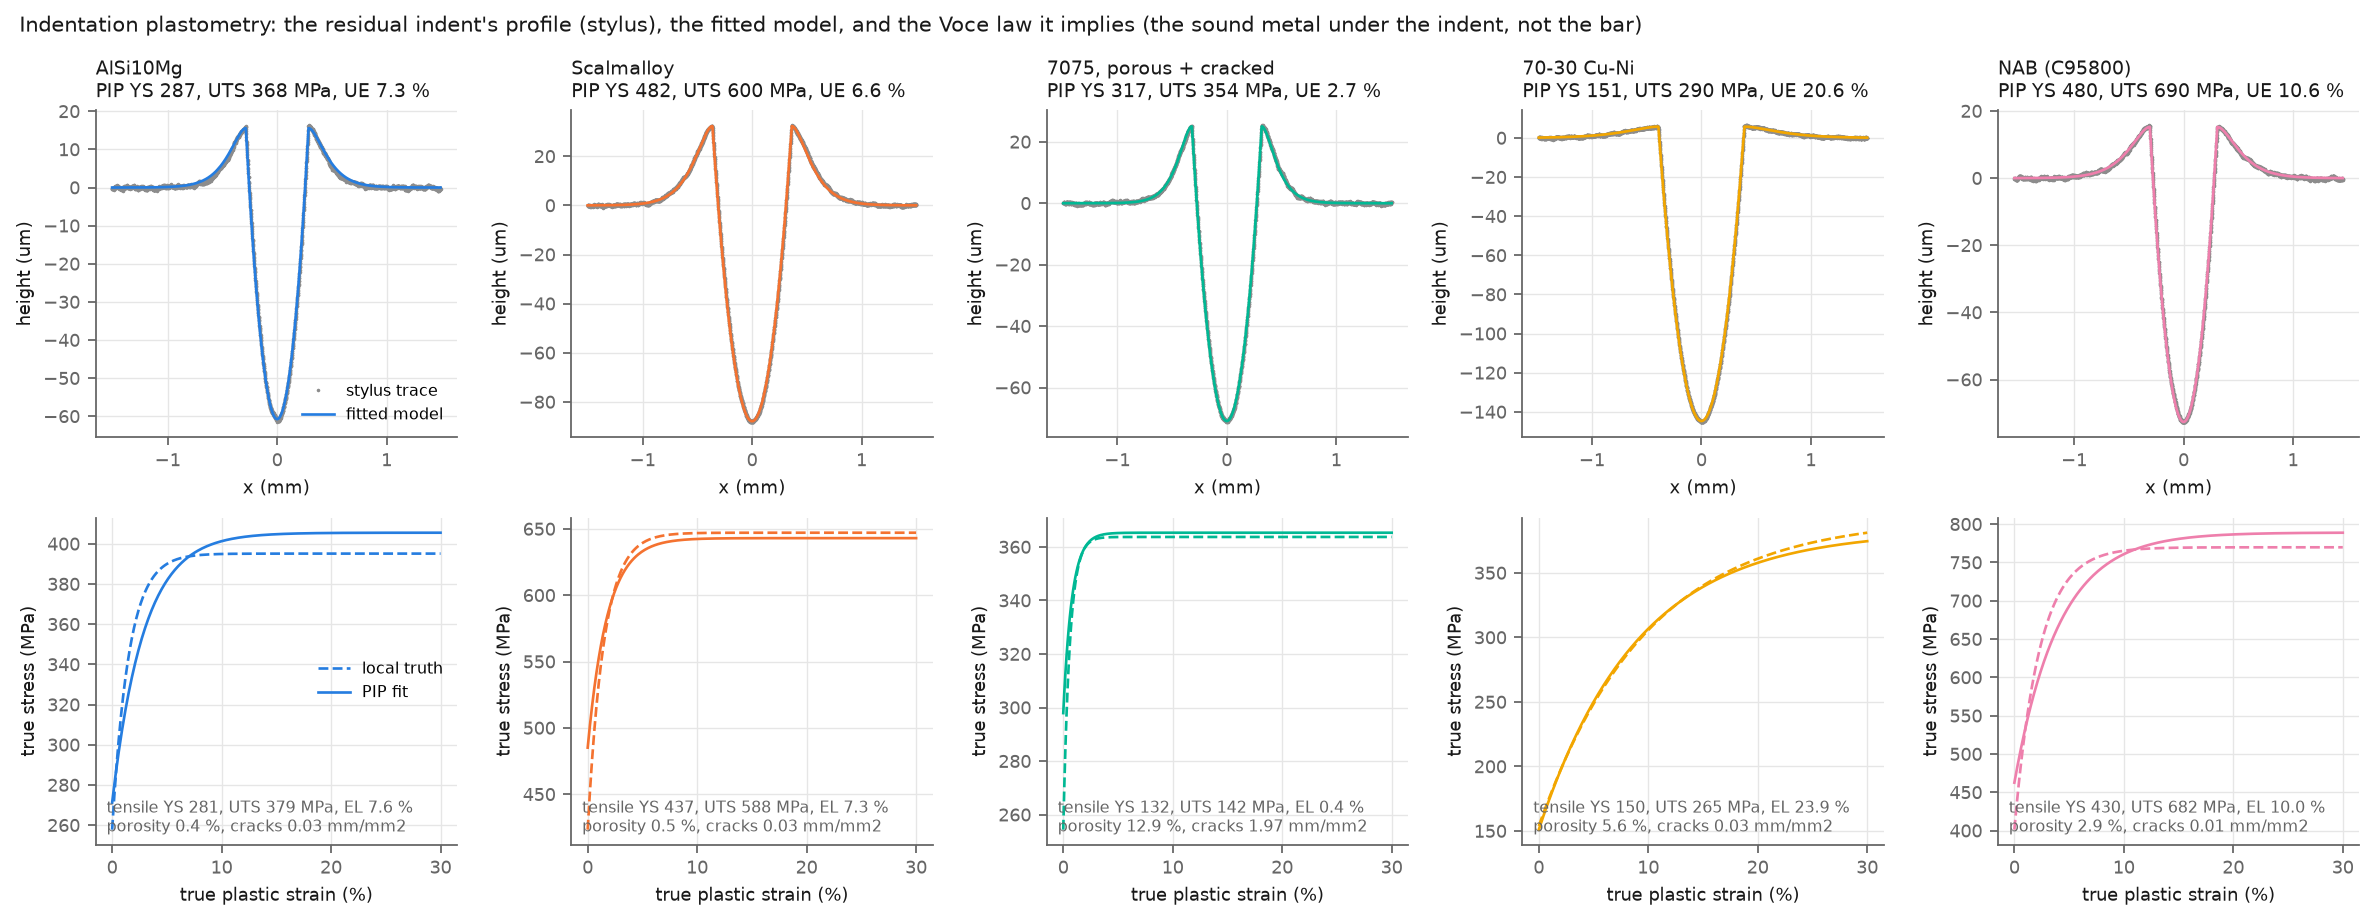 Indentation plastometry: the residual indent's profile (stylus), the fitted model, and the Voce law it implies (the sound metal under the indent, not the bar)
AlSi10Mg
PIP YS 287, UTS 368 MPa, UE 7.3 %
20
10
0
−10
−20
−30
−40
−50
−60
height (um)
stylus trace
fitted model
−1
0
1
x (mm)
Scalmalloy
PIP YS 482, UTS 600 MPa, UE 6.6 %
20
0
−20
−40
−60
−80
height (um)
−1
0
1
x (mm)
7075, porous + cracked
PIP YS 317, UTS 354 MPa, UE 2.7 %
20
0
−20
−40
−60
height (um)
−1
0
1
x (mm)
70-30 Cu-Ni
PIP YS 151, UTS 290 MPa, UE 20.6 %
0
−20
−40
−60
−80
−100
−120
−140
height (um)
−1
0
1
x (mm)
NAB (C95800)
PIP YS 480, UTS 690 MPa, UE 10.6 %
20
0
−20
−40
−60
height (um)
−1
0
1
x (mm)
400
380
360
340
320
300
280
260
true stress (MPa)
local truth
PIP fit
tensile YS 281, UTS 379 MPa, EL 7.6 %
porosity 0.4 %, cracks 0.03 mm/mm2
0
10
20
30
true plastic strain (%)
650
600
550
500
450
true stress (MPa)
tensile YS 437, UTS 588 MPa, EL 7.3 %
porosity 0.5 %, cracks 0.03 mm/mm2
0
10
20
30
true plastic strain (%)
360
340
320
300
280
260
true stress (MPa)
tensile YS 132, UTS 142 MPa, EL 0.4 %
porosity 12.9 %, cracks 1.97 mm/mm2
0
10
20
30
true plastic strain (%)
350
300
250
200
150
true stress (MPa)
tensile YS 150, UTS 265 MPa, EL 23.9 %
porosity 5.6 %, cracks 0.03 mm/mm2
0
10
20
30
true plastic strain (%)
800
750
700
650
600
550
500
450
400
true stress (MPa)
tensile YS 430, UTS 682 MPa, EL 10.0 %
porosity 2.9 %, cracks 0.01 mm/mm2
0
10
20
30
true plastic strain (%)